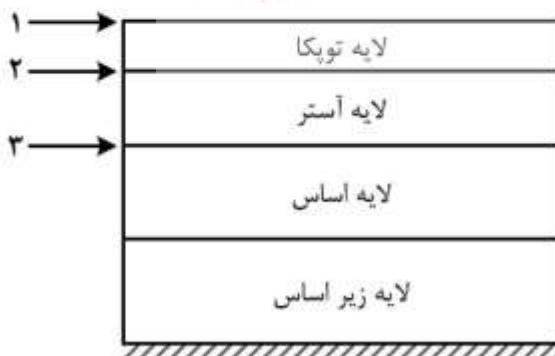 ۱
لایه توپکا
۲
لایه آستر
۳
لایه اساس
لایه زیر اساس